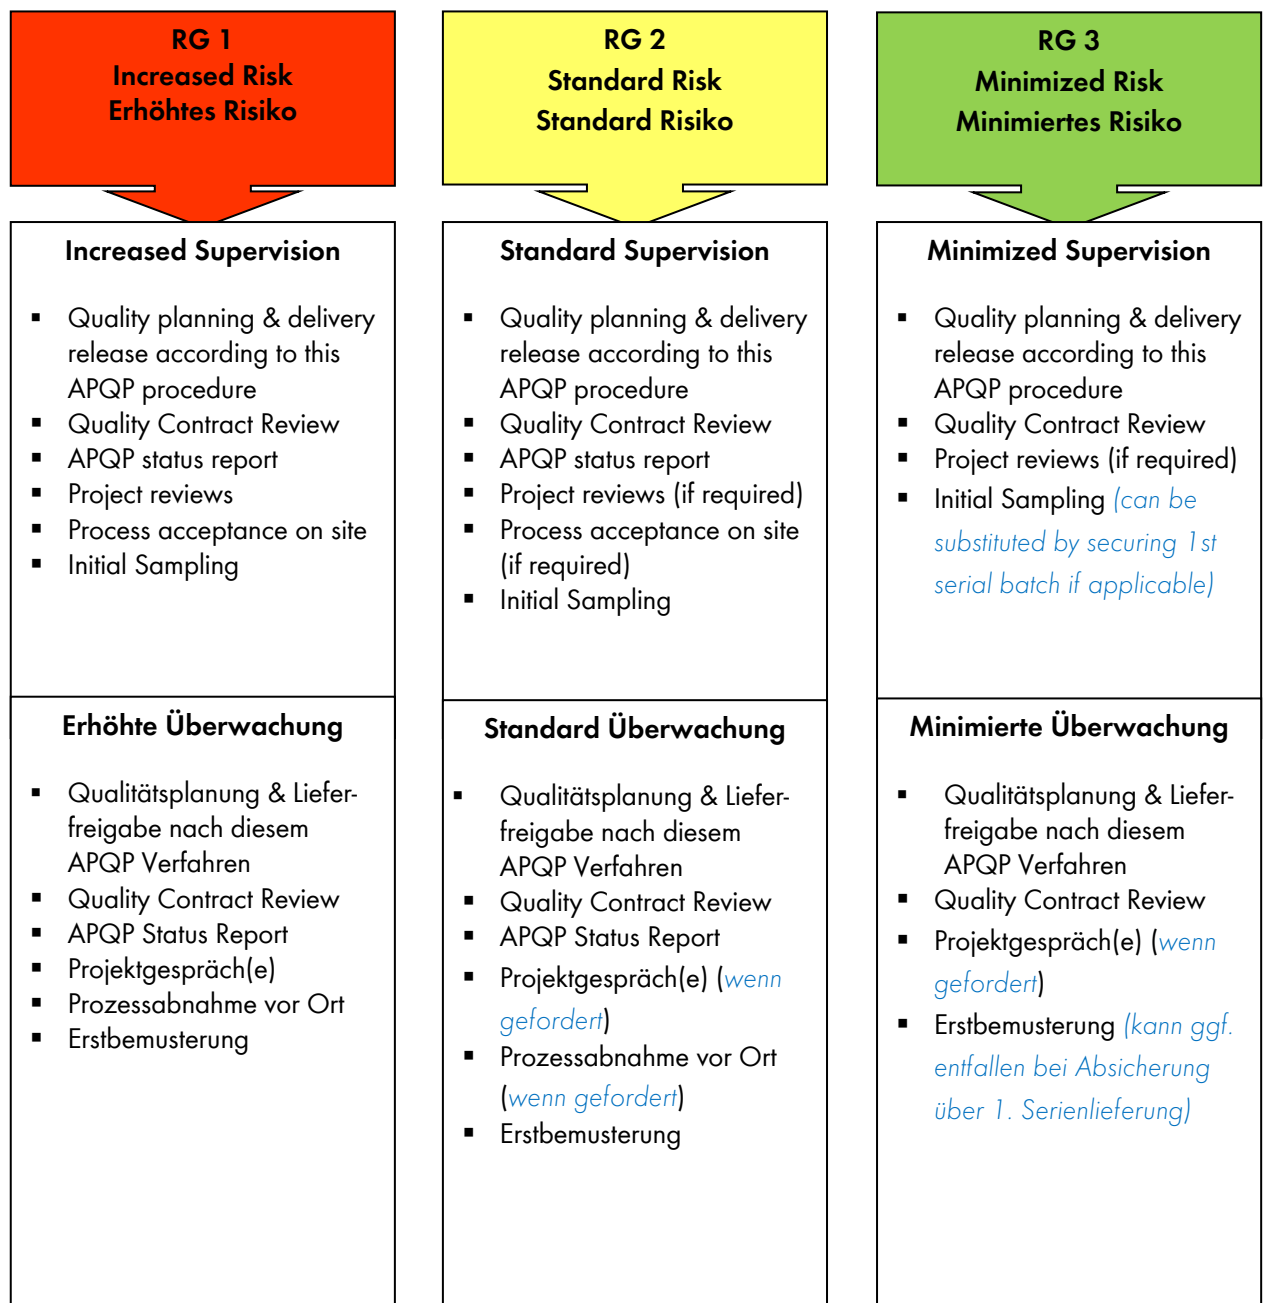 RG 1
Increased Risk
Erhöhtes Risiko
Increased Supervision
▪ Quality planning & delivery
release according to this
APQP procedure
▪ Quality Contract Review
▪ APQP status report
▪ Project reviews
▪ Process acceptance on site
▪ Initial Sampling
Erhöhte Überwachung
▪ Qualitätsplanung & Liefer-
freigabe nach diesem
APQP Verfahren
▪ Quality Contract Review
▪ APQP Status Report
▪ Projektgespräch(e)
▪ Prozessabnahme vor Ort
▪ Erstbemusterung
RG 2
Standard Risk
Standard Risiko
Standard Supervision
▪ Quality planning & delivery
release according to this
APQP procedure
▪ Quality Contract Review
▪ APQP status report
▪ Project reviews (if required)
▪ Process acceptance on site
(if required)
▪ Initial Sampling
Standard Überwachung
▪ Qualitätsplanung & Liefer-
freigabe nach diesem
APQP Verfahren
▪ Quality Contract Review
▪ APQP Status Report
▪ Projektgespräch(e) (wenn
gefordert)
▪ Prozessabnahme vor Ort
(wenn gefordert)
▪ Erstbemusterung
RG 3
Minimized Risk
Minimiertes Risiko
Minimized Supervision
▪ Quality planning & delivery
release according to this
APQP procedure
▪ Quality Contract Review
▪ Project reviews (if required)
▪ Initial Sampling (can be
substituted by securing 1st
serial batch if applicable)
Minimierte Überwachung
▪ Qualitätsplanung & Liefer-
freigabe nach diesem
APQP Verfahren
▪ Quality Contract Review
▪ Projektgespräch(e) (wenn
gefordert)
▪ Erstbemusterung (kann ggf.
entfallen bei Absicherung
über 1. Serienlieferung)